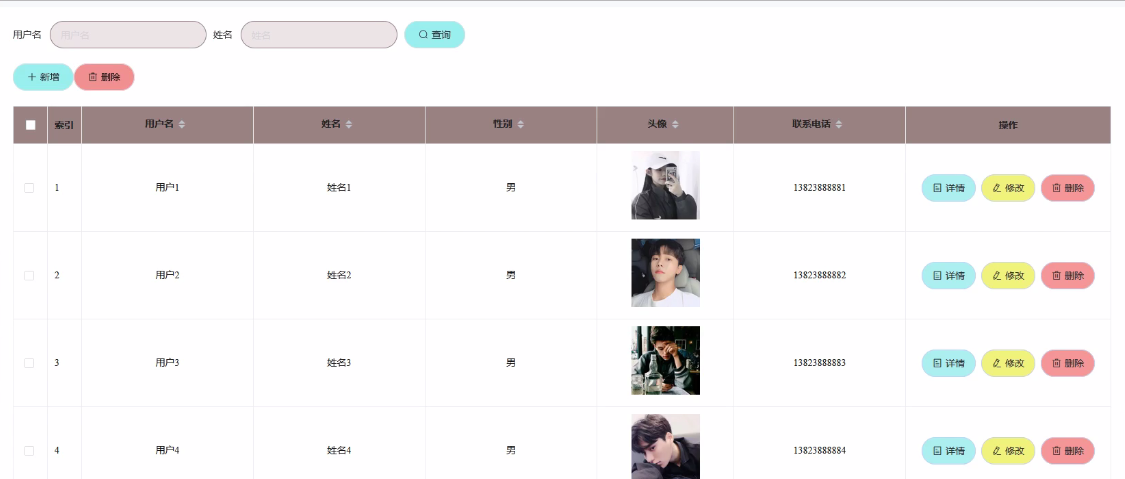 用户名 用户名 姓名 姓名 查询
新增 删除
索引 用户名 姓名 性别 头像 联系电话 操作
1 用户1 姓名1 男 13823888881 详情 修改 删除
2 用户2 姓名2 男 13823888882 详情 修改 删除
3 用户3 姓名3 男 13823888883 详情 修改 删除
4 用户4 姓名4 男 13823888884 详情 修改 删除